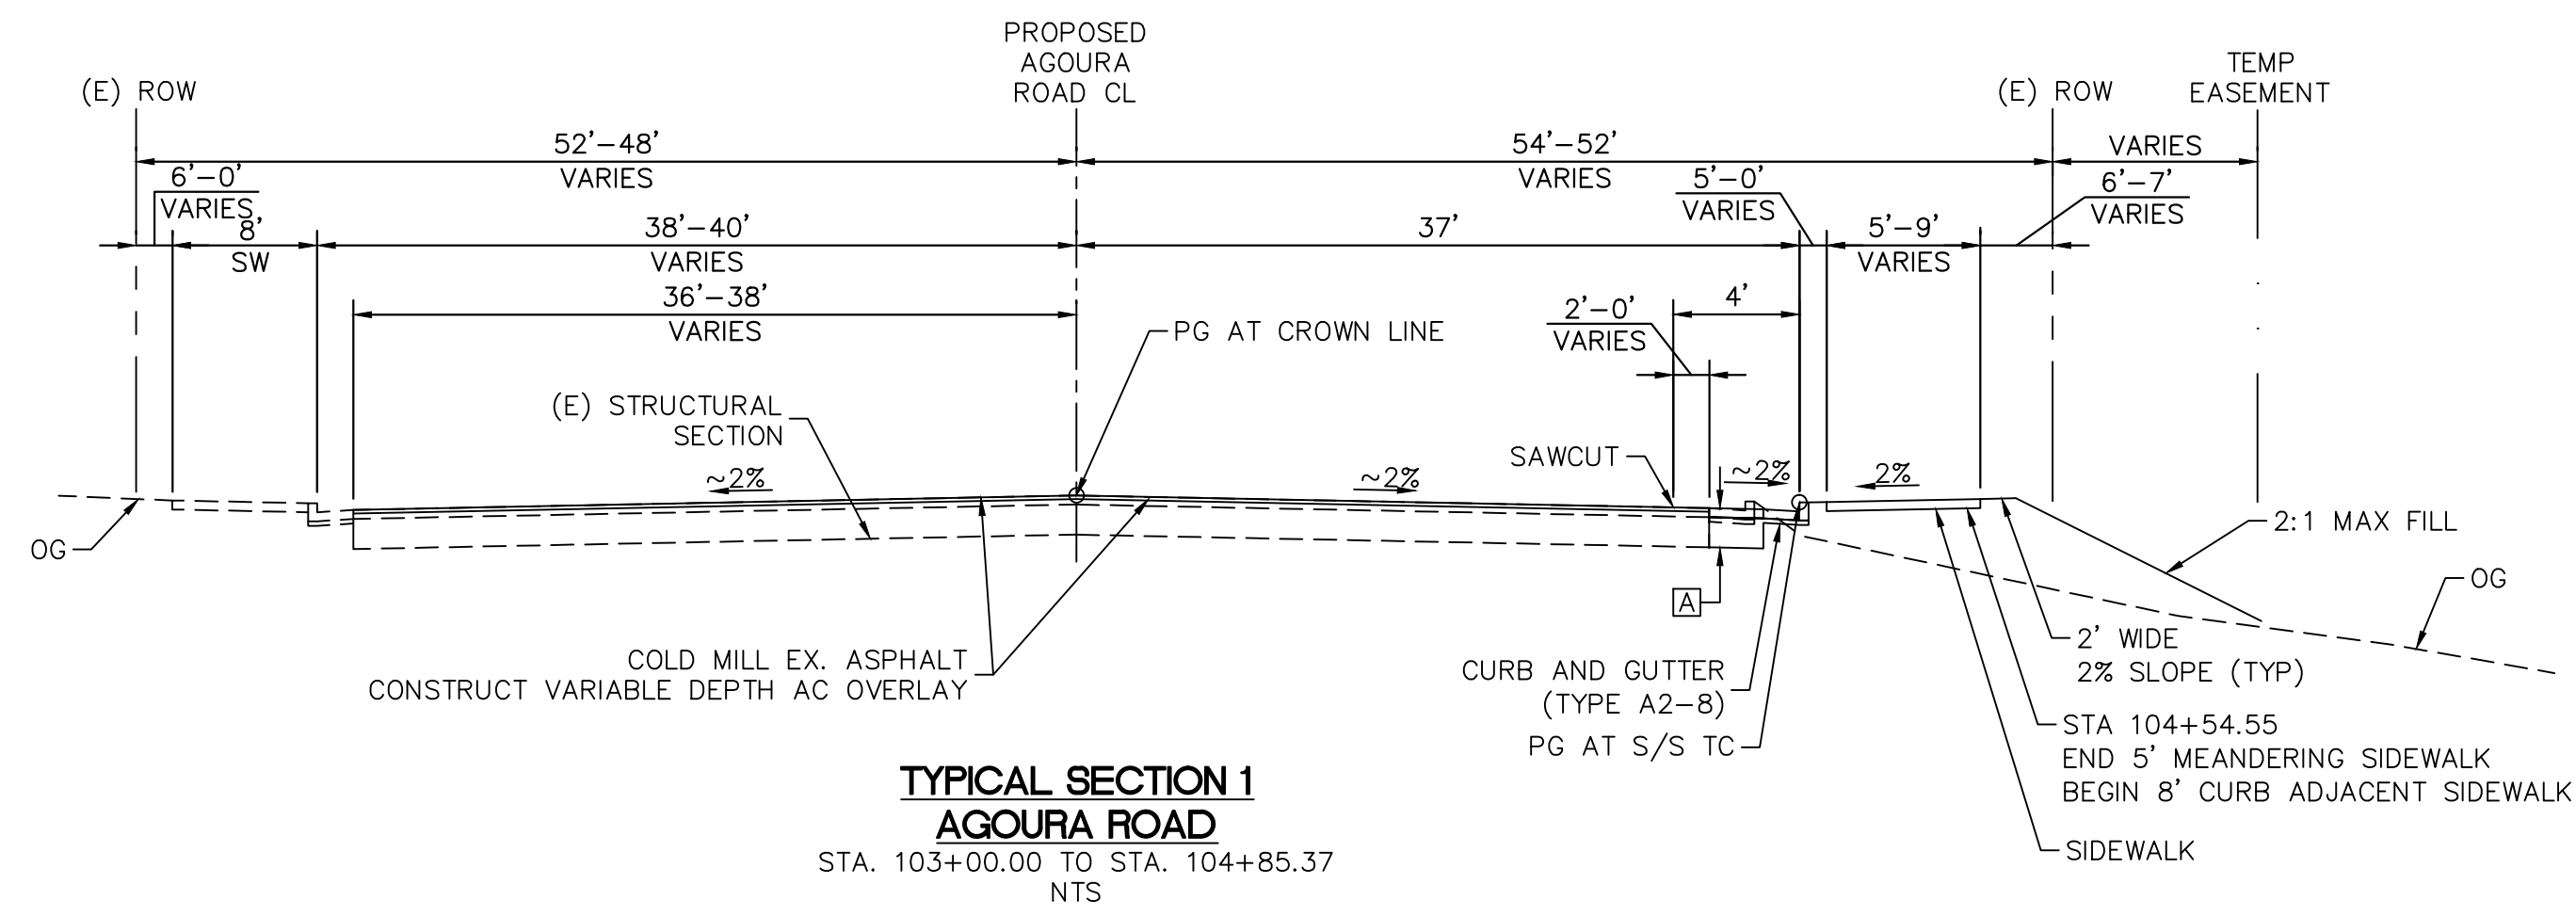 PROPOSED
AGOURA
ROAD CL
(E) ROW
(E) ROW
TEMP
EASEMENT
52'-48'
VARIES
54'-52'
VARIES
VARIES
6'-0'
VARIES
5'-0'
VARIES
6'-7'
VARIES
8'
SW
38'-40'
VARIES
37'
5'-9'
VARIES
36'-38'
VARIES
2'-0'
VARIES
4'
PG AT CROWN LINE
(E) STRUCTURAL
SECTION
SAWCUT
~2%
~2%
~2%
2%
OG
2:1 MAX FILL
OG
A
COLD MILL EX. ASPHALT
CONSTRUCT VARIABLE DEPTH AC OVERLAY
CURB AND GUTTER
(TYPE A2-8)
PG AT S/S TC
2' WIDE
2% SLOPE (TYP)
STA 104+54.55
END 5' MEANDERING SIDEWALK
BEGIN 8' CURB ADJACENT SIDEWALK
SIDEWALK
TYPICAL SECTION 1
AGOURA ROAD
STA. 103+00.00 TO STA. 104+85.37
NTS